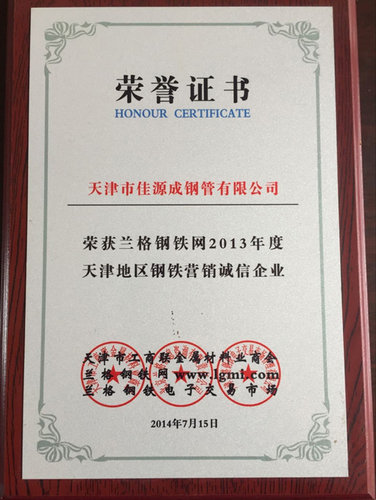 荣誉证书
HONOUR CERTIFICATE
天津市佳源成钢管有限公司
荣获兰格钢铁网2013年度
天津地区钢铁营销诚信企业
天津市工商联金属材料业商会
兰格钢铁网www.lgmi.com
兰格钢铁电子交易市场
2014年7月15日